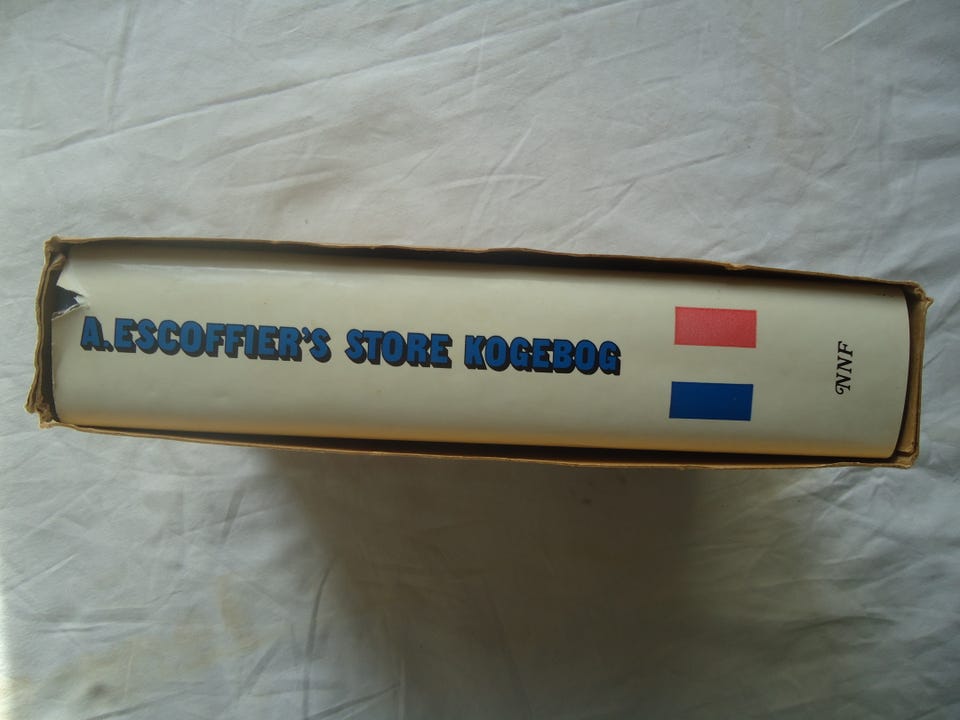 A. ESCOFFIER'S STORE KOGEBOG
NNF